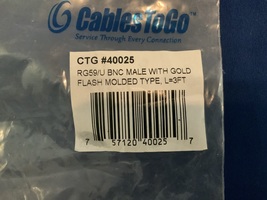 CablesToGo
Service Through Every Connection
CTG #40025
RG59/U BNC MALE WITH GOLD
FLASH MOLDED TYPE, L=3FT
7 57120 40025 7